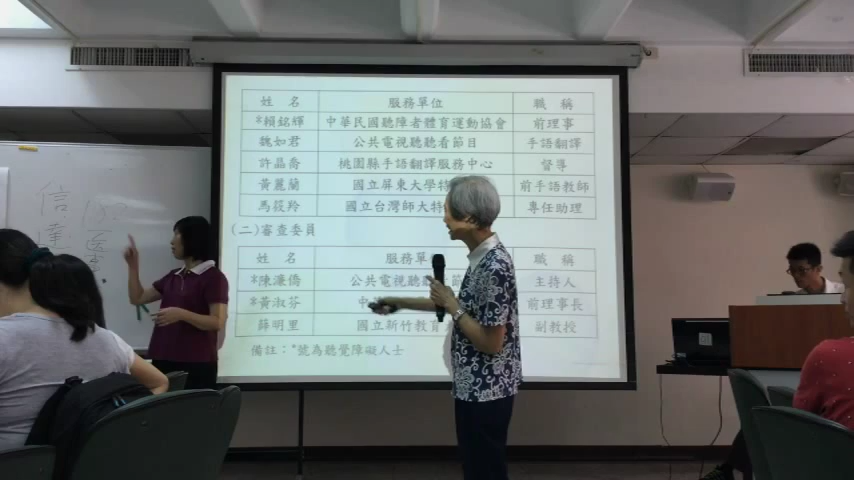 姓 名 服務單位 職 稱
*賴銘輝 中華民國聽障者體育運動協會 前理事
魏如君 公共電視聽聽看節目 手語翻譯
許晶喬 桃園縣手語翻譯服務中心 督導
黃麗蘭 國立屏東大學特 前手語教師
馬筱羚 國立台灣師大特 專任助理
(二)審查委員
姓 名 服務單 職 稱
*陳濂僑 公共電視聽 節 主持人
*黃淑芬 中 前理事長
薛明里 國立新竹教育 副教授
備註:*號為聽覺障礙人士
信